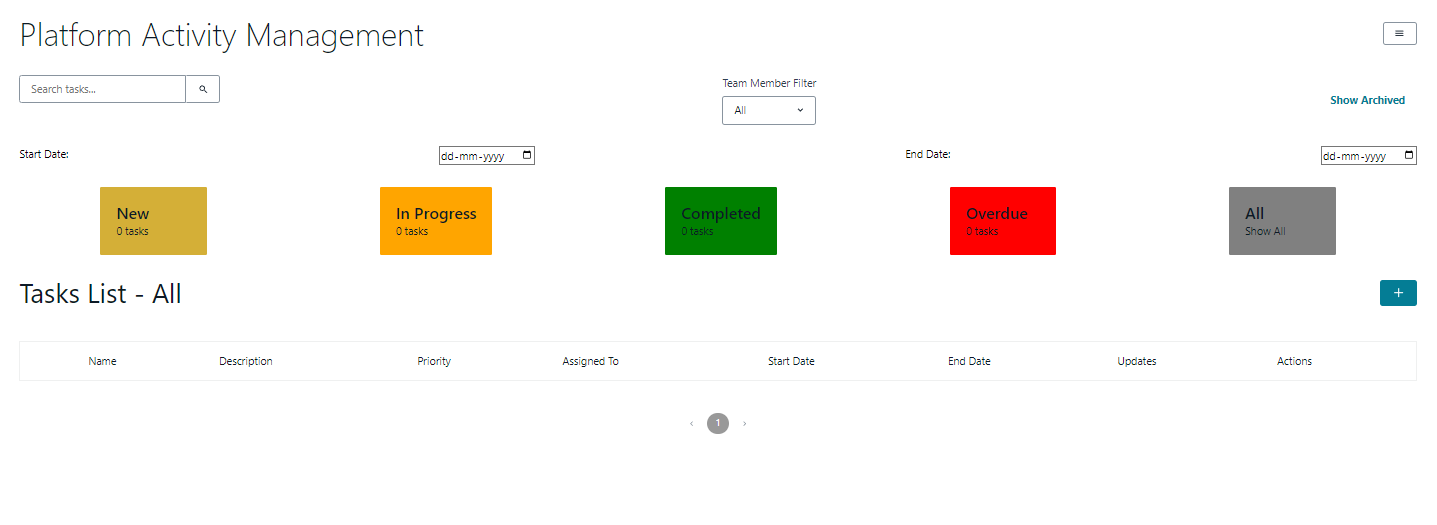 Platform Activity Management
Search tasks...
Team Member Filter
All
Show Archived
Start Date:
dd-mm-yyyy
End Date:
dd-mm-yyyy
New
0 tasks
In Progress
0 tasks
Completed
0 tasks
Overdue
0 tasks
All
Show All
Tasks List - All
+
Name Description Priority Assigned To Start Date End Date Updates Actions
‹ 1 ›